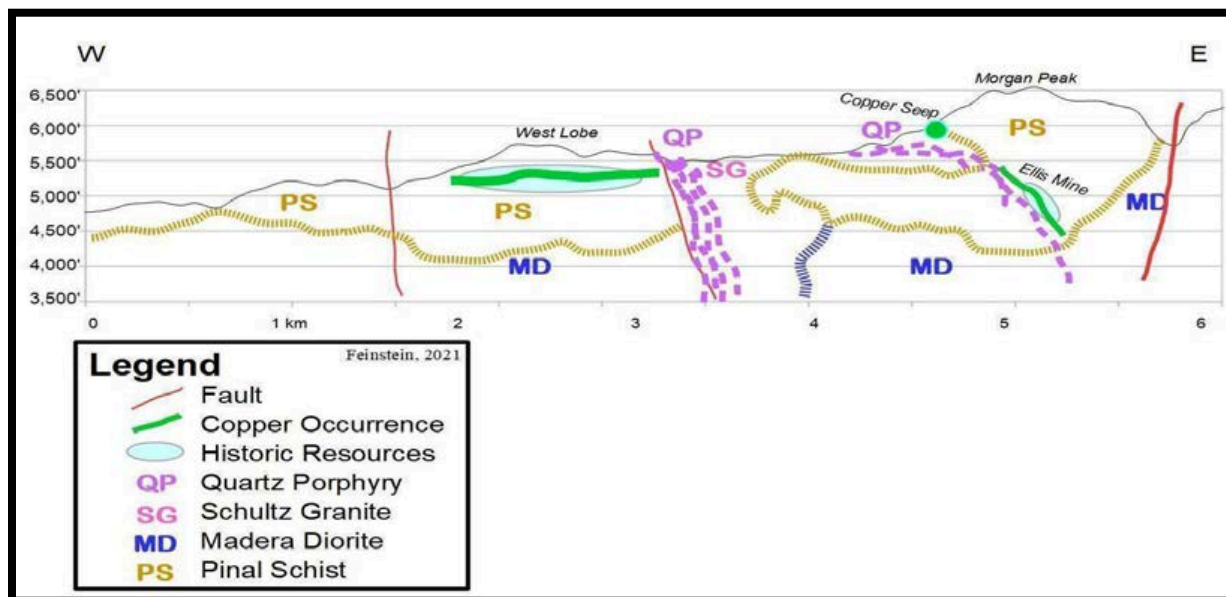 W E
Morgan Peak
6,500'
Copper Seep
6,000' West Lobe QP QP PS
5,500' SG Ellis Mine
5,000' PS PS MD
4,500'
4,000' MD MD
3,500'
0 1 km 2 3 4 5 6
Legend Feinstein, 2021
Fault
Copper Occurrence
Historic Resources
QP Quartz Porphyry
SG Schultz Granite
MD Madera Diorite
PS Pinal Schist